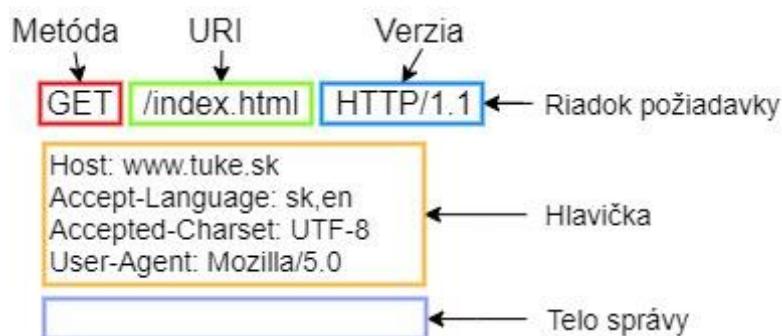 Metóda URI Verzia
GET /index.html HTTP/1.1 Riadok požiadavky
Host: www.tuke.sk
Accept-Language: sk,en
Accepted-Charset: UTF-8
User-Agent: Mozilla/5.0
Hlavička
Telo správy